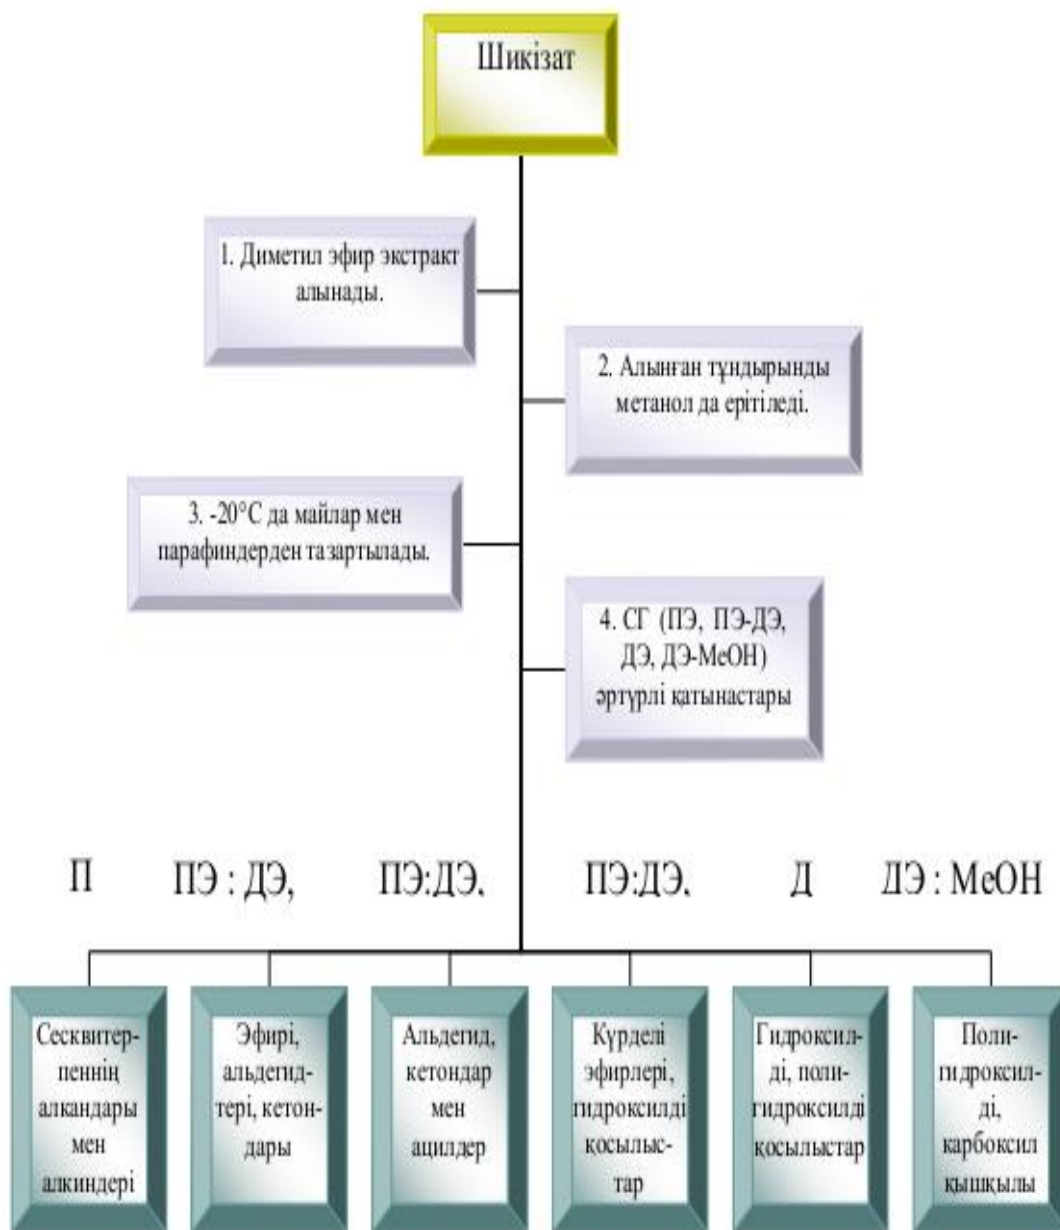 Шикізат
1. Диметил эфир экстракт
алынады.
2. Алынған тұндырынды
метанол да ерітіледі.
3. -20°С да майлар мен
парафиндерден тазартылады.
4. СГ (ПЭ, ПЭ-ДЭ,
ДЭ, ДЭ-МеОН)
әртүрлі қатынастары
П ПЭ : ДЭ, ПЭ:ДЭ, ПЭ:ДЭ, Д ДЭ : МеОН
Сесквитер-
пеннің
алкандары
мен
алкиндері
Эфирі,
альдегид-
тері, кетон-
дары
Альдегид,
кетондар
мен
ацилдер
Күрделі
эфирлері,
гидроксилді
қосылыс-
тар
Гидроксил-
ді, поли-
гидроксилді
қосылыстар
Поли-
гидроксил-
ді,
карбоксил
қышқылы